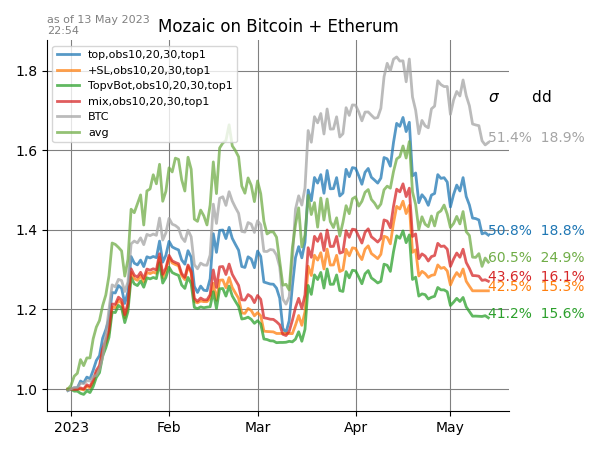 as of 13 May 2023
22:54
Mozaic on Bitcoin + Etherum
top,obs10,20,30,top1
+SL,obs10,20,30,top1
TopvBot,obs10,20,30,top1
mix,obs10,20,30,top1
BTC
avg
1.8
1.6
1.4
1.2
1.0
2023 Feb Mar Apr May
σ dd
51.4% 18.9%
50.8% 18.8%
60.5% 24.9%
43.6% 16.1%
42.5% 15.3%
41.2% 15.6%